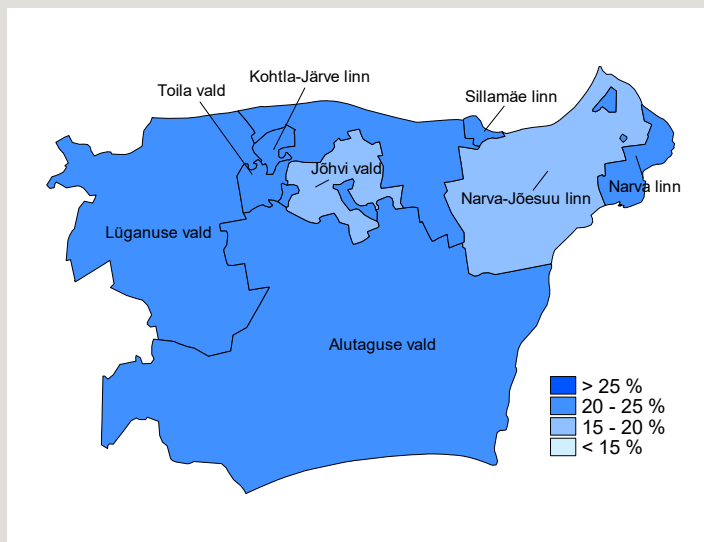 Kohtla-Järve linn
Toila vald
Sillamäe linn
Jõhvi vald
Narva linn
Narva-Jõesuu linn
Lüganuse vald
Alutaguse vald
> 25 %
20 - 25 %
15 - 20 %
< 15 %